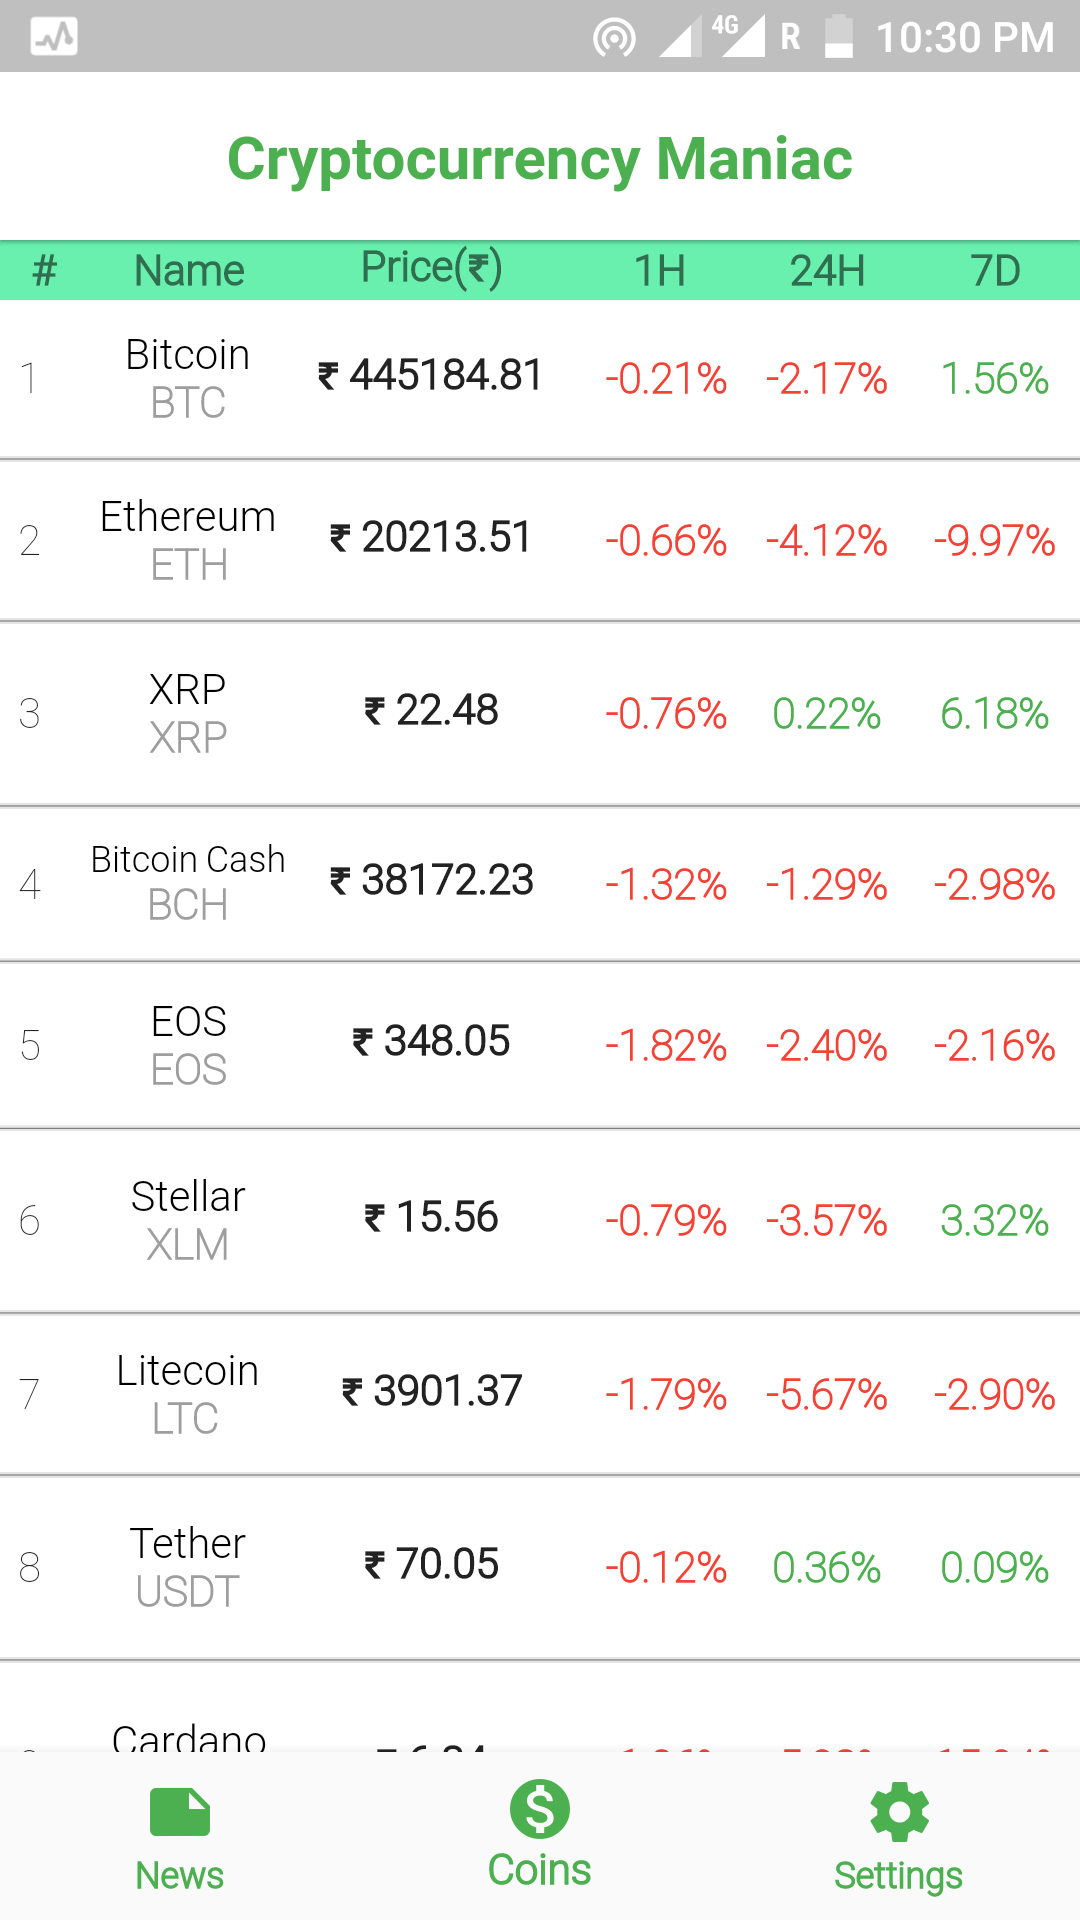 4G R 10:30 PM
Cryptocurrency Maniac
# Name Price(₹) 1H 24H 7D
1 Bitcoin BTC ₹ 445184.81 -0.21% -2.17% 1.56%
2 Ethereum ETH ₹ 20213.51 -0.66% -4.12% -9.97%
3 XRP XRP ₹ 22.48 -0.76% 0.22% 6.18%
4 Bitcoin Cash BCH ₹ 38172.23 -1.32% -1.29% -2.98%
5 EOS EOS ₹ 348.05 -1.82% -2.40% -2.16%
6 Stellar XLM ₹ 15.56 -0.79% -3.57% 3.32%
7 Litecoin LTC ₹ 3901.37 -1.79% -5.67% -2.90%
8 Tether USDT ₹ 70.05 -0.12% 0.36% 0.09%
Cardano
News Coins Settings